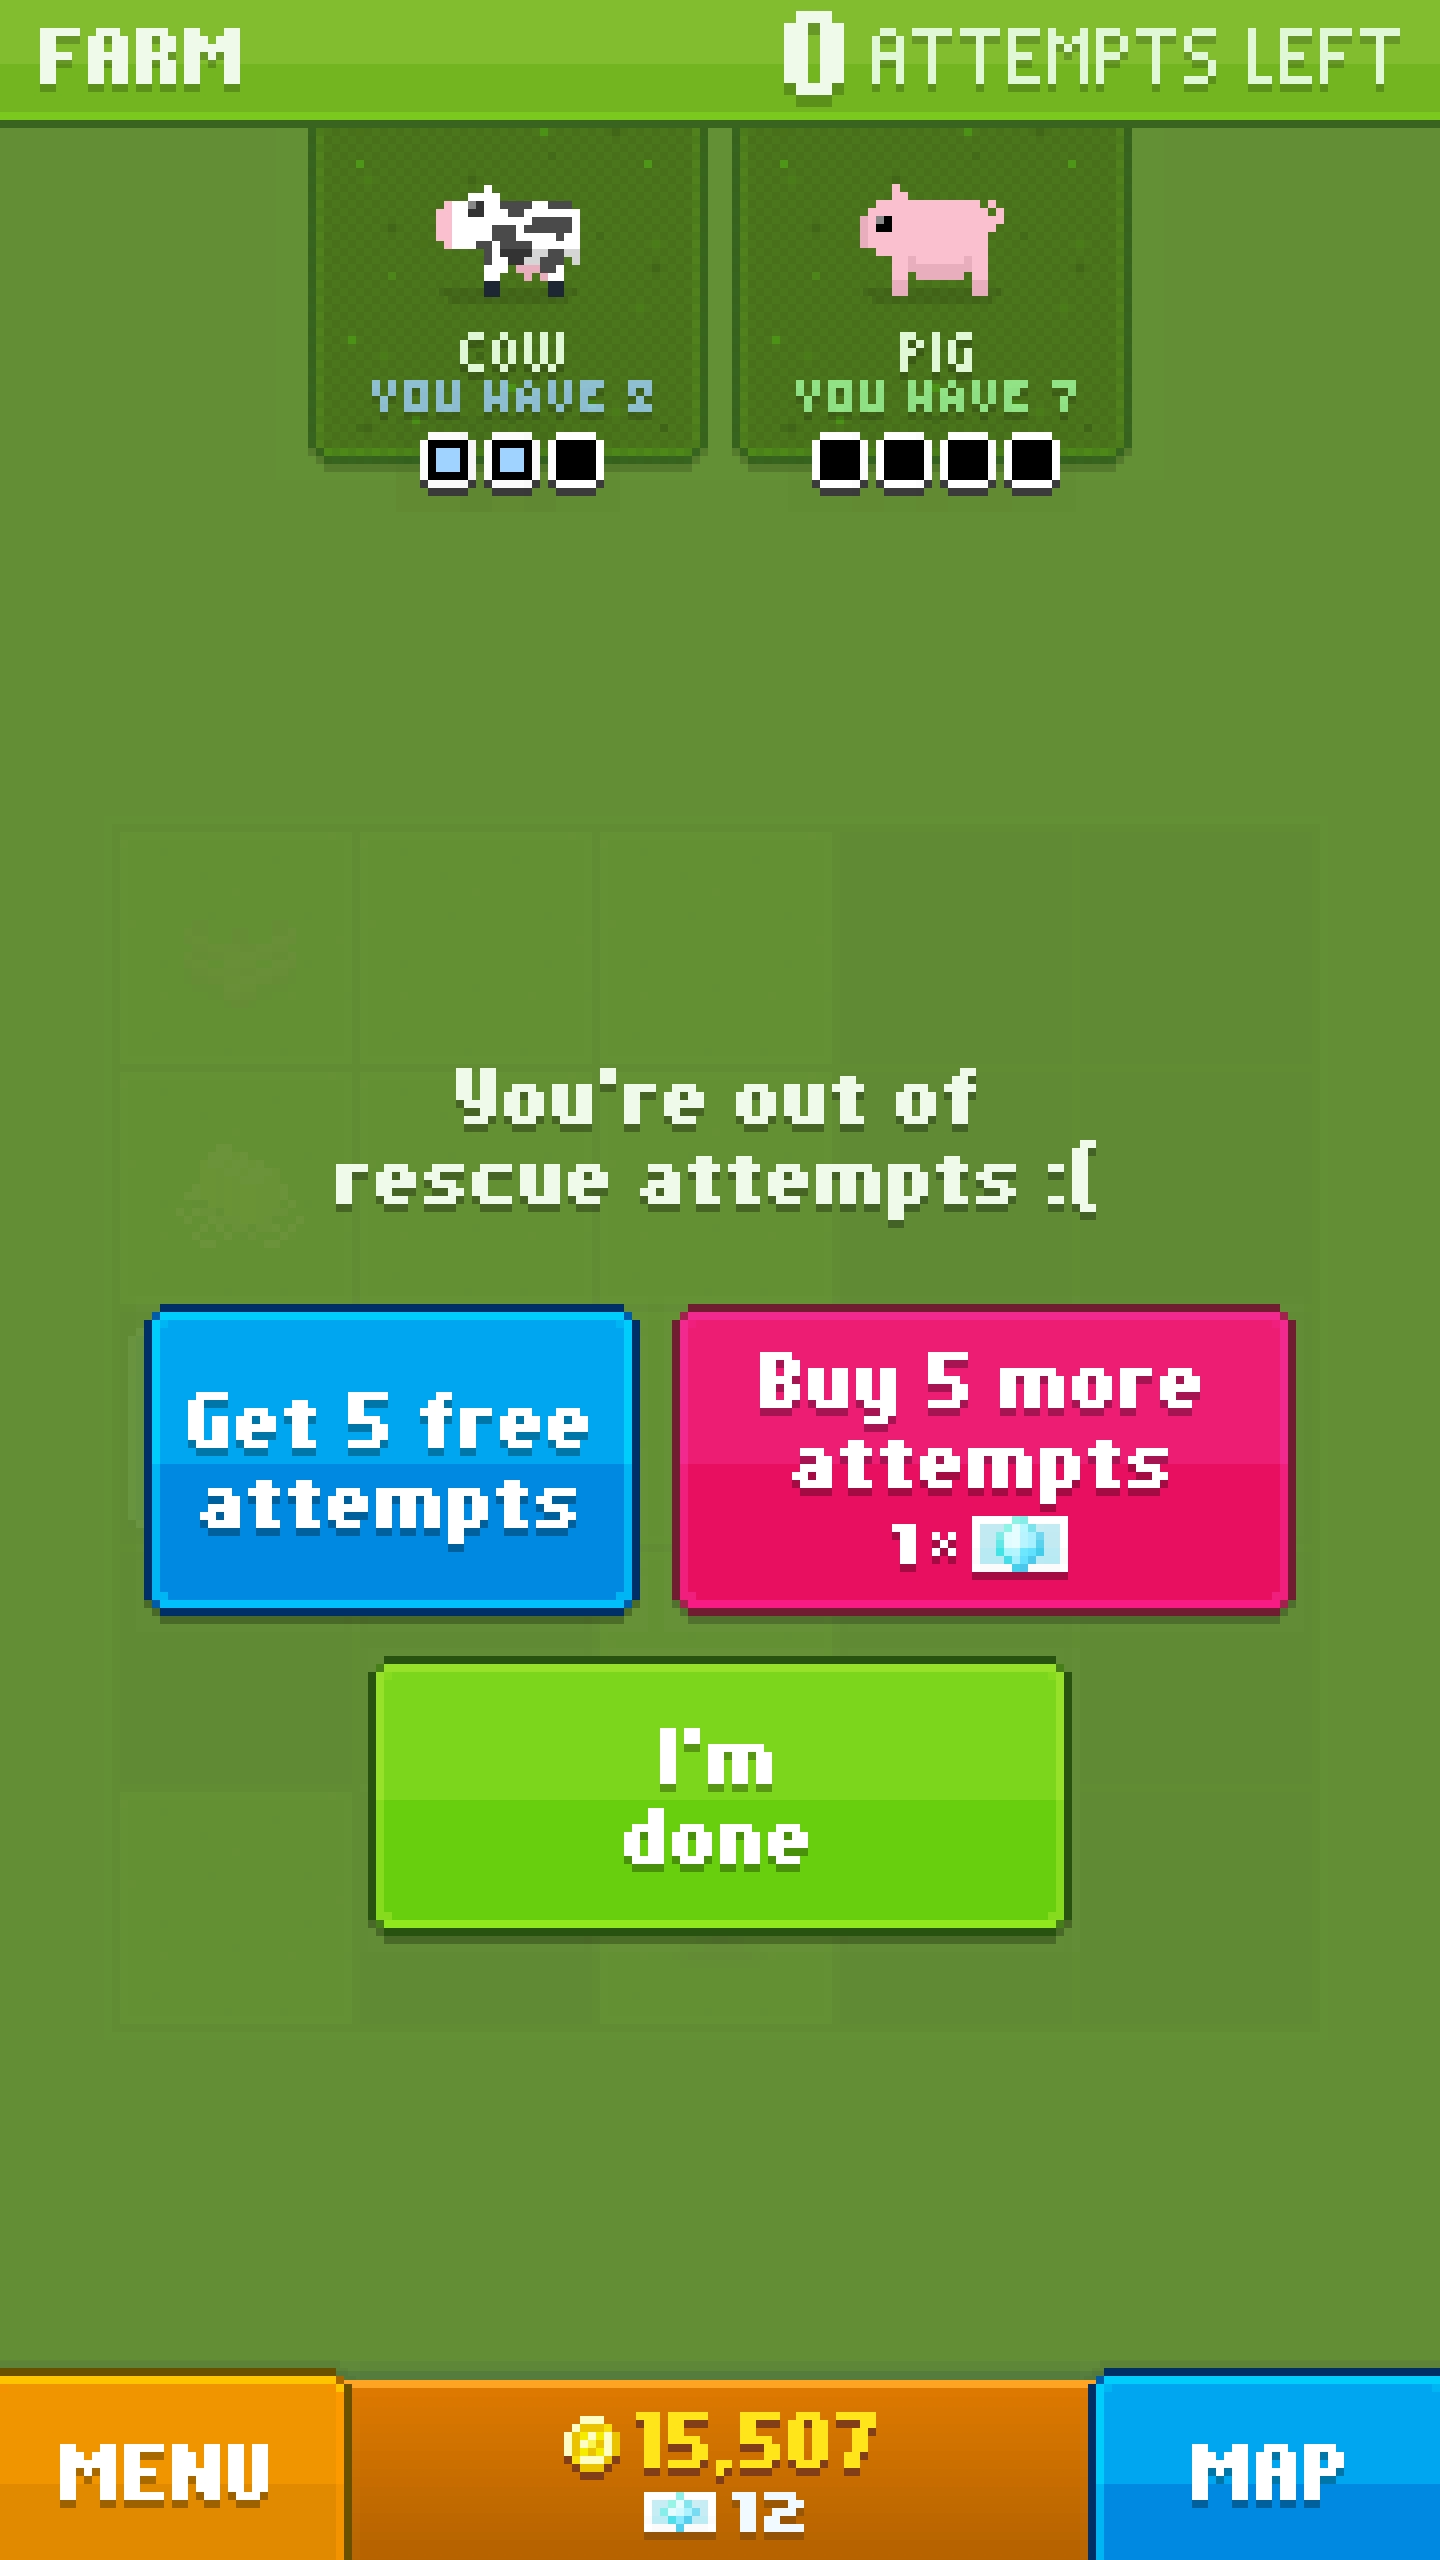 FARM
0 ATTEMPTS LEFT
COW
YOU HAVE 2
PIG
YOU HAVE 7
You're out of
rescue attempts :(
Get 5 free
attempts
Buy 5 more
attempts
1×
I'm
done
MENU
15,507
12
MAP